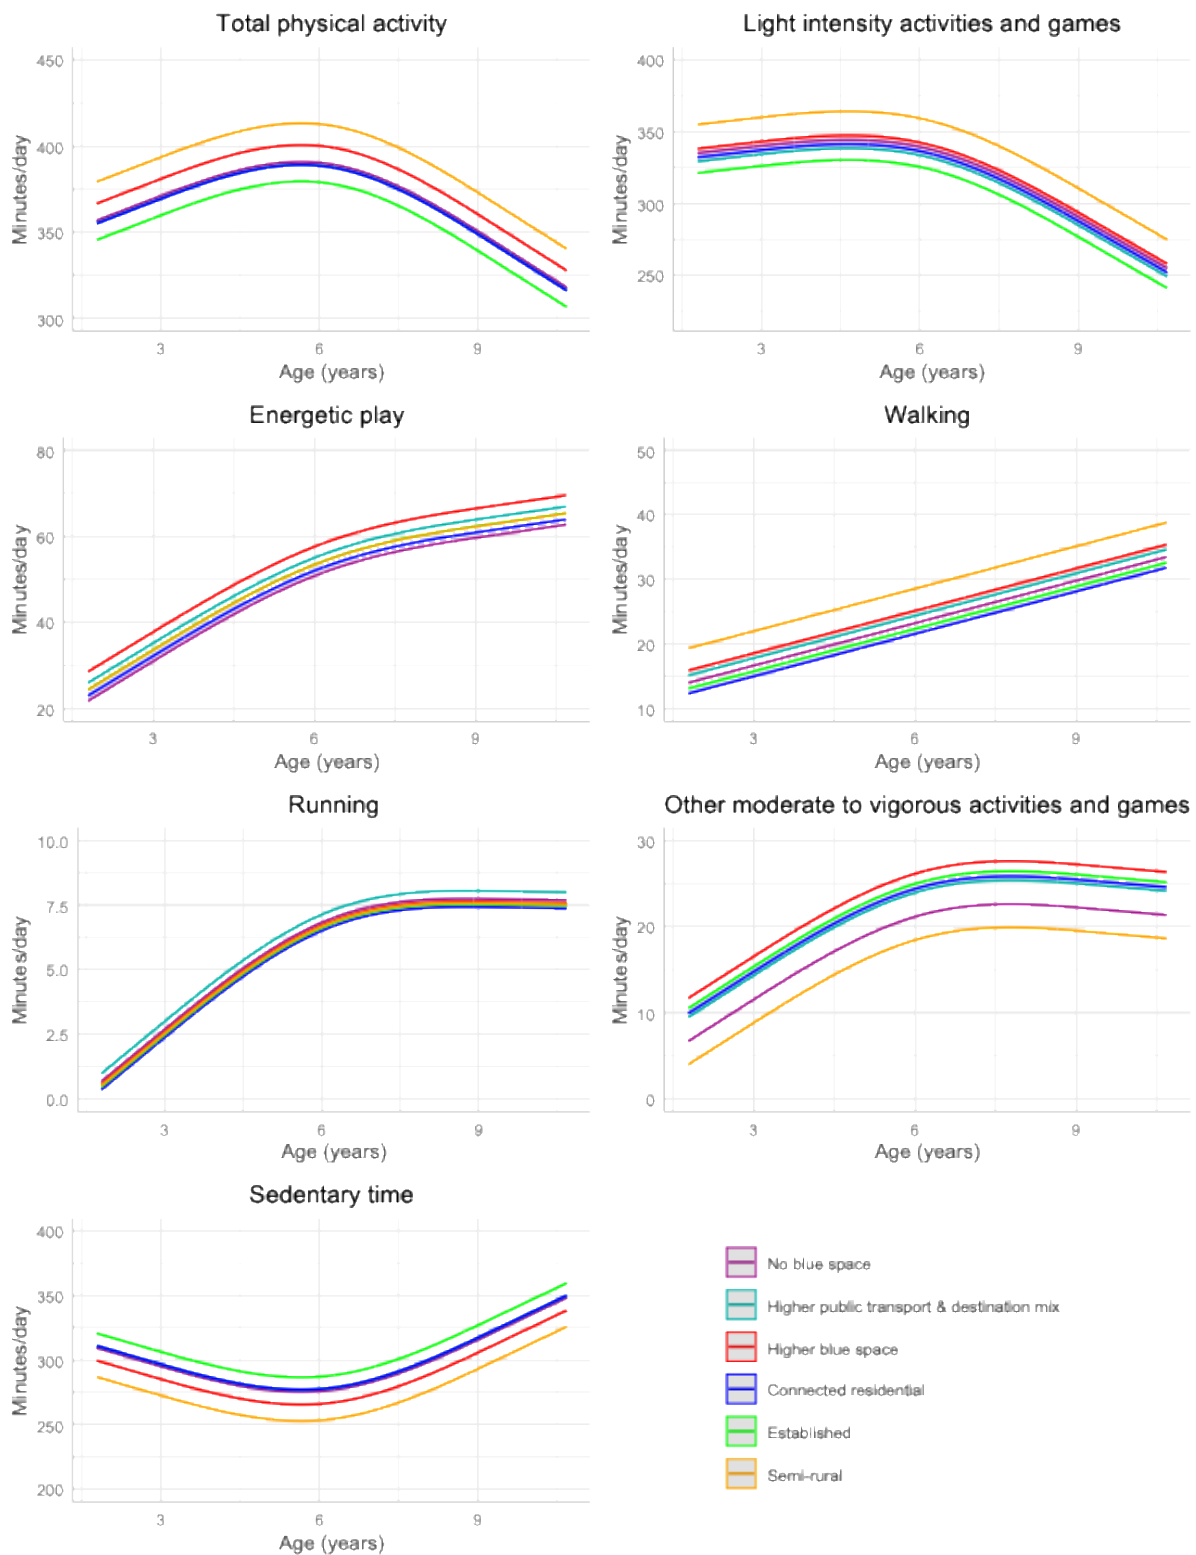 Total physical activity
Light intensity activities and games
450
400
350
300
Minutes/day
3
6
9
Age (years)
400
350
300
250
Minutes/day
3
6
9
Age (years)
Energetic play
Walking
80
60
40
20
Minutes/day
3
6
9
Age (years)
50
40
30
20
10
Minutes/day
3
6
9
Age (years)
Running
Other moderate to vigorous activities and games
10.0
7.5
5.0
2.5
0.0
Minutes/day
3
6
9
Age (years)
30
20
10
0
Minutes/day
3
6
9
Age (years)
Sedentary time
400
350
300
250
200
Minutes/day
3
6
9
Age (years)
No blue space
Higher public transport & destination mix
Higher blue space
Connected residential
Established
Semi-rural